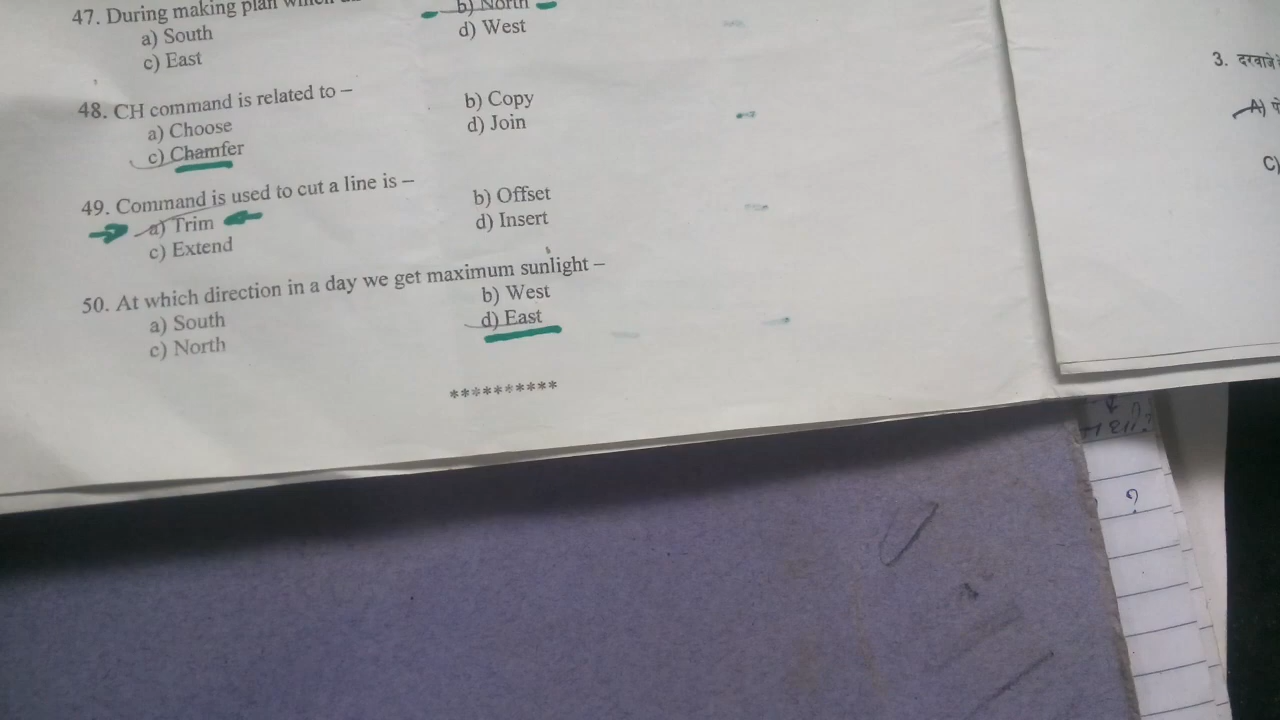 47. During making plan
b) North
a) South
d) West
c) East
48. CH command is related to –
b) Copy
a) Choose
d) Join
c) Chamfer
49. Command is used to cut a line is –
b) Offset
a) Trim
d) Insert
c) Extend
50. At which direction in a day we get maximum sunlight –
b) West
a) South
d) East
c) North
**********
3. दरवाजे
A)
C)
?